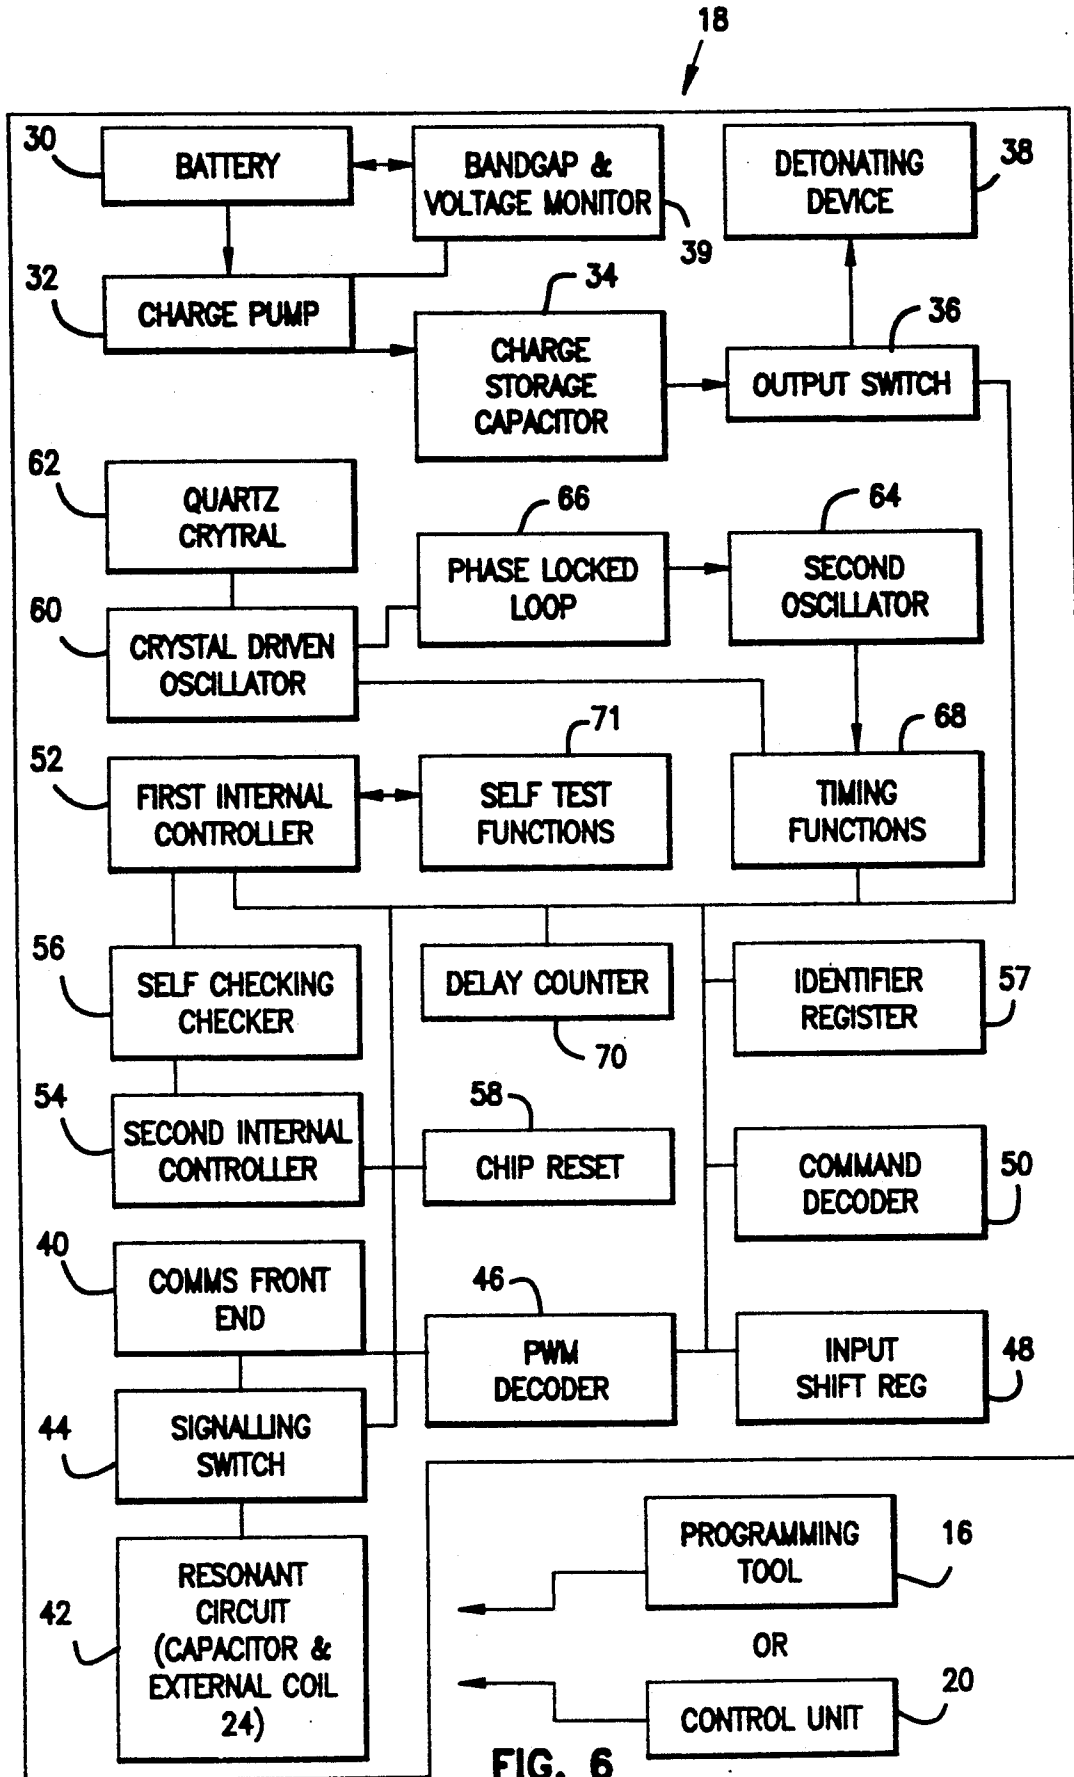 18
30
BATTERY
BANDGAP &
VOLTAGE MONITOR
39
DETONATING
DEVICE
38
32
CHARGE PUMP
34
CHARGE
STORAGE
CAPACITOR
36
OUTPUT SWITCH
62
QUARTZ
CRYTRAL
66
PHASE LOCKED
LOOP
64
SECOND
OSCILLATOR
60
CRYSTAL DRIVEN
OSCILLATOR
52
FIRST INTERNAL
CONTROLLER
71
SELF TEST
FUNCTIONS
68
TIMING
FUNCTIONS
56
SELF CHECKING
CHECKER
DELAY COUNTER
70
IDENTIFIER
REGISTER
57
54
SECOND INTERNAL
CONTROLLER
58
CHIP RESET
COMMAND
DECODER
50
40
COMMS FRONT
END
46
PWM
DECODER
INPUT
SHIFT REG
48
44
SIGNALLING
SWITCH
42
RESONANT
CIRCUIT
(CAPACITOR &
EXTERNAL COIL
24)
PROGRAMMING
TOOL
16
OR
CONTROL UNIT
20
FIG. 6